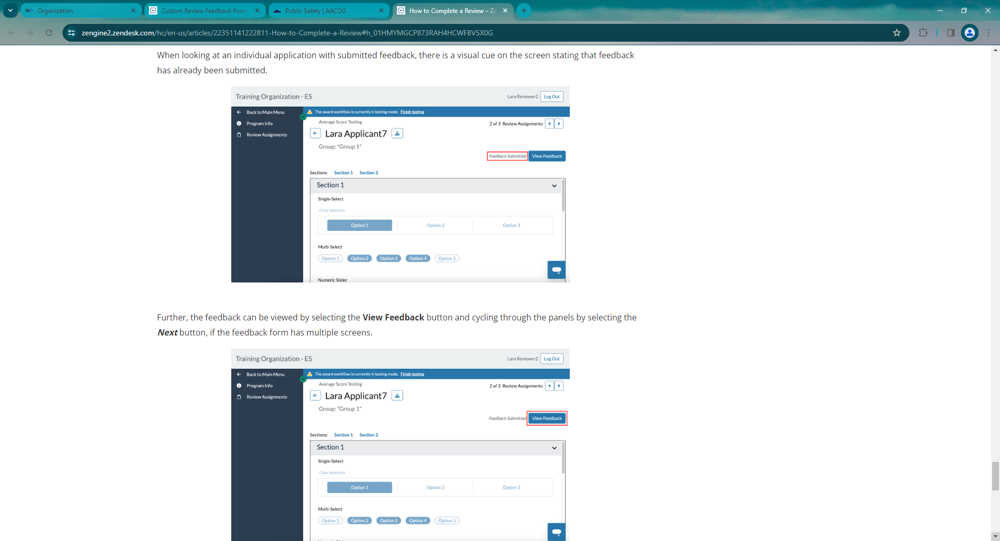 Organization
Custom Review Feedback Form
Public Safety | AACOG
How to Complete a Review – Ze
zengine2.zendesk.com/hc/en-us/articles/22351141222811-How-to-Complete-a-Review#h_01HMYMGCP873RAH4HCWFBV5X0G
When looking at an individual application with submitted feedback, there is a visual cue on the screen stating that feedback
has already been submitted.
Training Organization - ES
Lara Reviewer2
Log Out
Back to Main Menu
The award workflow is currently in testing mode. Finish testing
Program Info
Review Assignments
Average Score Testing
2 of 3 Review Assignments
Lara Applicant7
Group: "Group 1"
Feedback Submitted
View Feedback
Sections: Section 1 Section 2
Section 1
Single-Select
Clear selection
Option 1 Option 2 Option 3
Multi-Select
Option 1 Option 2 Option 3 Option 4 Option 5
Numeric Slider
Further, the feedback can be viewed by selecting the View Feedback button and cycling through the panels by selecting the
Next button, if the feedback form has multiple screens.
Training Organization - ES
Lara Reviewer2
Log Out
Back to Main Menu
The award workflow is currently in testing mode. Finish testing
Program Info
Review Assignments
Average Score Testing
2 of 3 Review Assignments
Lara Applicant7
Group: "Group 1"
Feedback Submitted
View Feedback
Sections: Section 1 Section 2
Section 1
Single-Select
Clear selection
Option 1 Option 2 Option 3
Multi-Select
Option 1 Option 2 Option 3 Option 4 Option 5